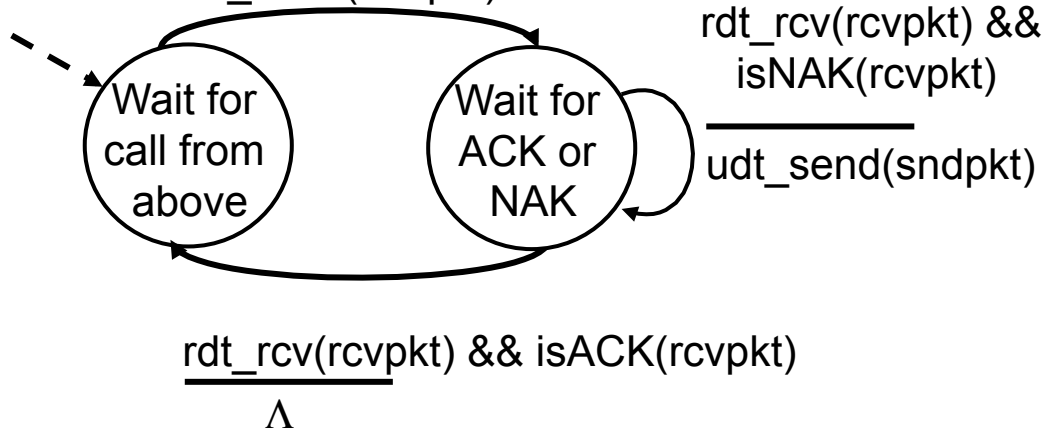 rdt_rcv(rcvpkt) &&
isNAK(rcvpkt)
udt_send(sndpkt)
Wait for
call from
above
Wait for
ACK or
NAK
rdt_rcv(rcvpkt) && isACK(rcvpkt)
Λ